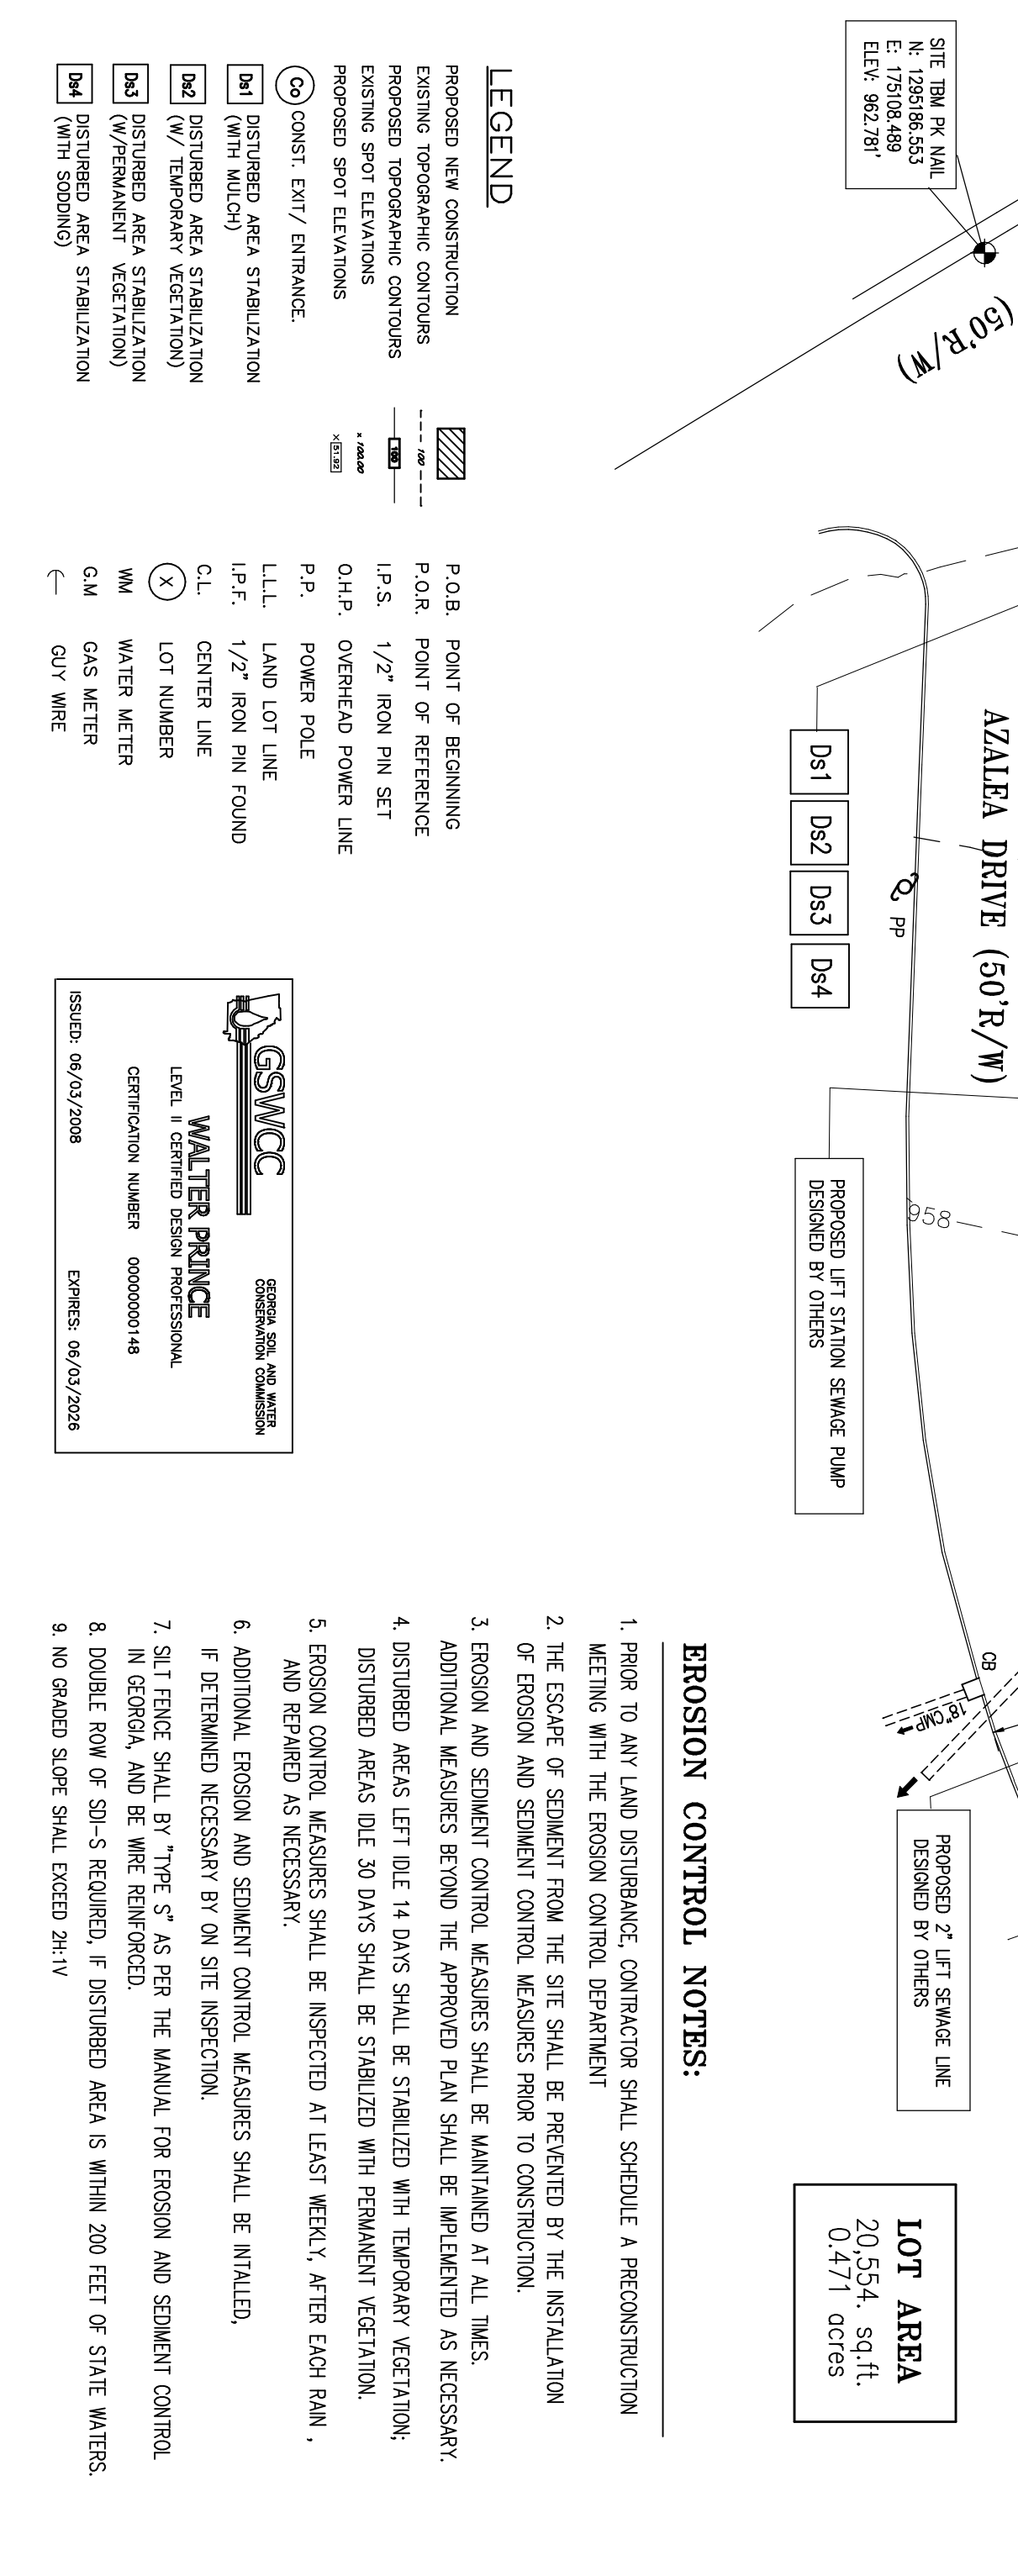 SITE TBM PK NAIL
N: 1295186.553
E: 175108.489
ELEV: 962.781'
(50'R/W)
AZALEA DRIVE (50'R/W)
PP
Ds1 Ds2 Ds3 Ds4
958
PROPOSED LIFT STATION SEWAGE PUMP
DESIGNED BY OTHERS
CB
18"CMP
PROPOSED 2" LIFT SEWAGE LINE
DESIGNED BY OTHERS
LOT AREA
20,554. sq.ft.
0.471 acres
LEGEND
PROPOSED NEW CONSTRUCTION
EXISTING TOPOGRAPHIC CONTOURS --- 100 ---
PROPOSED TOPOGRAPHIC CONTOURS 100
EXISTING SPOT ELEVATIONS x 100.00
PROPOSED SPOT ELEVATIONS X 51.92
Co CONST. EXIT/ ENTRANCE.
Ds1 DISTURBED AREA STABILIZATION
(WITH MULCH)
Ds2 DISTURBED AREA STABILIZATION
(W/ TEMPORARY VEGETATION)
Ds3 DISTURBED AREA STABILIZATION
(W/PERMANENT VEGETATION)
Ds4 DISTURBED AREA STABILIZATION
(WITH SODDING)
P.O.B. POINT OF BEGINNING
P.O.R. POINT OF REFERENCE
I.P.S. 1/2" IRON PIN SET
O.H.P. OVERHEAD POWER LINE
P.P. POWER POLE
L.L.L. LAND LOT LINE
I.P.F. 1/2" IRON PIN FOUND
C.L. CENTER LINE
X LOT NUMBER
WM WATER METER
G.M GAS METER
GUY WIRE
GSWCC
GEORGIA SOIL AND WATER
CONSERVATION COMMISSION
WALTER PRINCE
LEVEL II CERTIFIED DESIGN PROFESSIONAL
CERTIFICATION NUMBER 0000000148
ISSUED: 06/03/2008 EXPIRES: 06/03/2026
EROSION CONTROL NOTES:
1. PRIOR TO ANY LAND DISTURBANCE, CONTRACTOR SHALL SCHEDULE A PRECONSTRUCTION
MEETING WITH THE EROSION CONTROL DEPARTMENT
2. THE ESCAPE OF SEDIMENT FROM THE SITE SHALL BE PREVENTED BY THE INSTALLATION
OF EROSION AND SEDIMENT CONTROL MEASURES PRIOR TO CONSTRUCTION.
3. EROSION AND SEDIMENT CONTROL MEASURES SHALL BE MAINTAINED AT ALL TIMES.
ADDITIONAL MEASURES BEYOND THE APPROVED PLAN SHALL BE IMPLEMENTED AS NECESSARY.
4. DISTURBED AREAS LEFT IDLE 14 DAYS SHALL BE STABILIZED WITH TEMPORARY VEGETATION;
DISTURBED AREAS IDLE 30 DAYS SHALL BE STABILIZED WITH PERMANENT VEGETATION.
5. EROSION CONTROL MEASURES SHALL BE INSPECTED AT LEAST WEEKLY, AFTER EACH RAIN ,
AND REPAIRED AS NECESSARY.
6. ADDITIONAL EROSION AND SEDIMENT CONTROL MEASURES SHALL BE INTALLED,
IF DETERMINED NECESSARY BY ON SITE INSPECTION.
7. SILT FENCE SHALL BY "TYPE S" AS PER THE MANUAL FOR EROSION AND SEDIMENT CONTROL
IN GEORGIA, AND BE WIRE REINFORCED.
8. DOUBLE ROW OF SDI-S REQUIRED, IF DISTURBED AREA IS WITHIN 200 FEET OF STATE WATERS.
9. NO GRADED SLOPE SHALL EXCEED 2H:1V